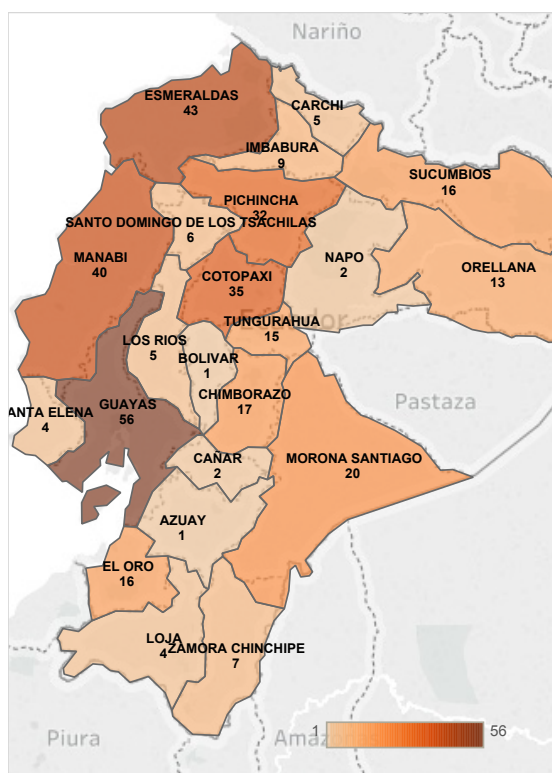 Nariño
ESMERALDAS
43
CARCHI
5
IMBABURA
9
SUCUMBIOS
16
PICHINCHA
32
SANTO DOMINGO DE LOS TSÁCHILAS
6
MANABI
40
NAPO
2
ORELLANA
13
COTOPAXI
35
Ecuador
TUNGURAHUA
15
LOS RIOS
5
BOLIVAR
1
CHIMBORAZO
17
Pastaza
ANTA ELENA
4
GUAYAS
56
CAÑAR
2
MORONA SANTIAGO
20
AZUAY
1
EL ORO
16
LOJA
4
ZAMORA CHINCHIPE
7
1
56
Piura